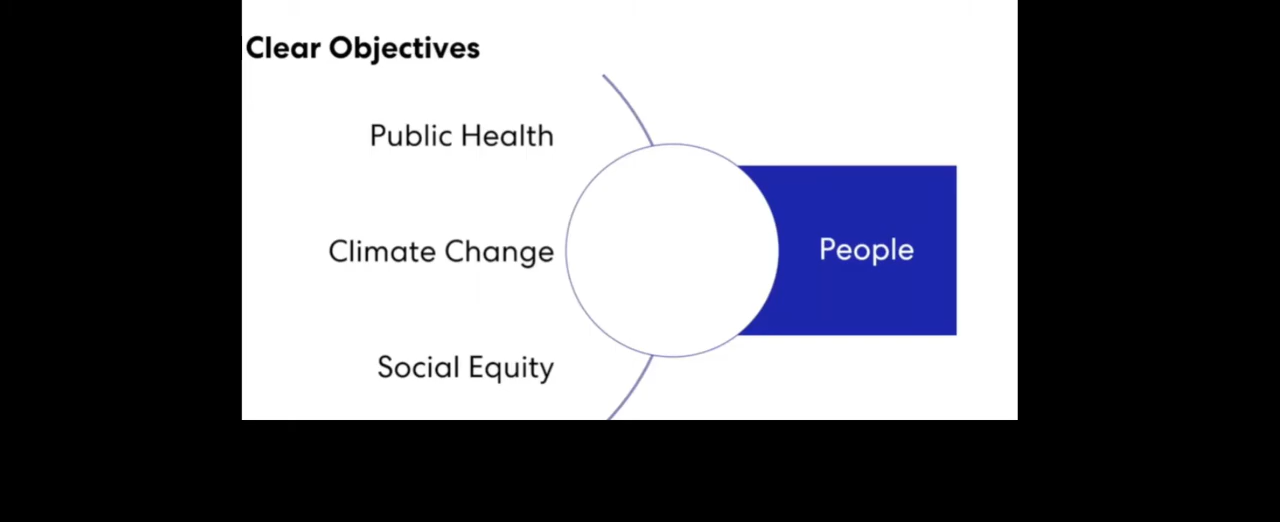 Clear Objectives
Public Health
Climate Change
People
Social Equity